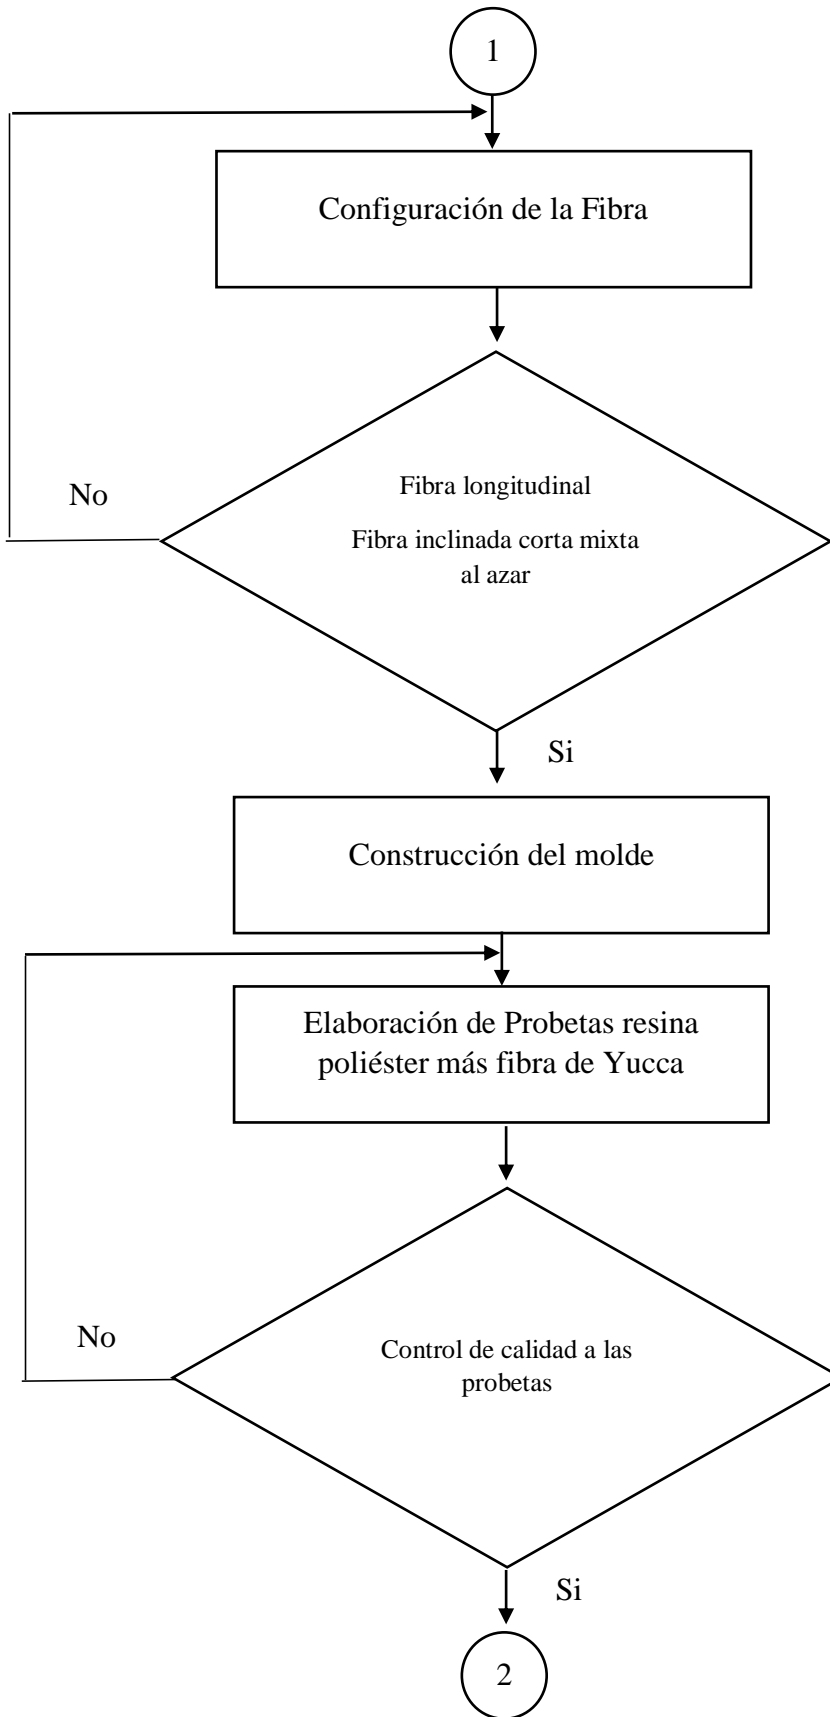 1
Configuración de la Fibra
Fibra longitudinal
No
Fibra inclinada corta mixta
al azar
Si
Construcción del molde
Elaboración de Probetas resina
poliéster más fibra de Yucca
No
Control de calidad a las
probetas
Si
2